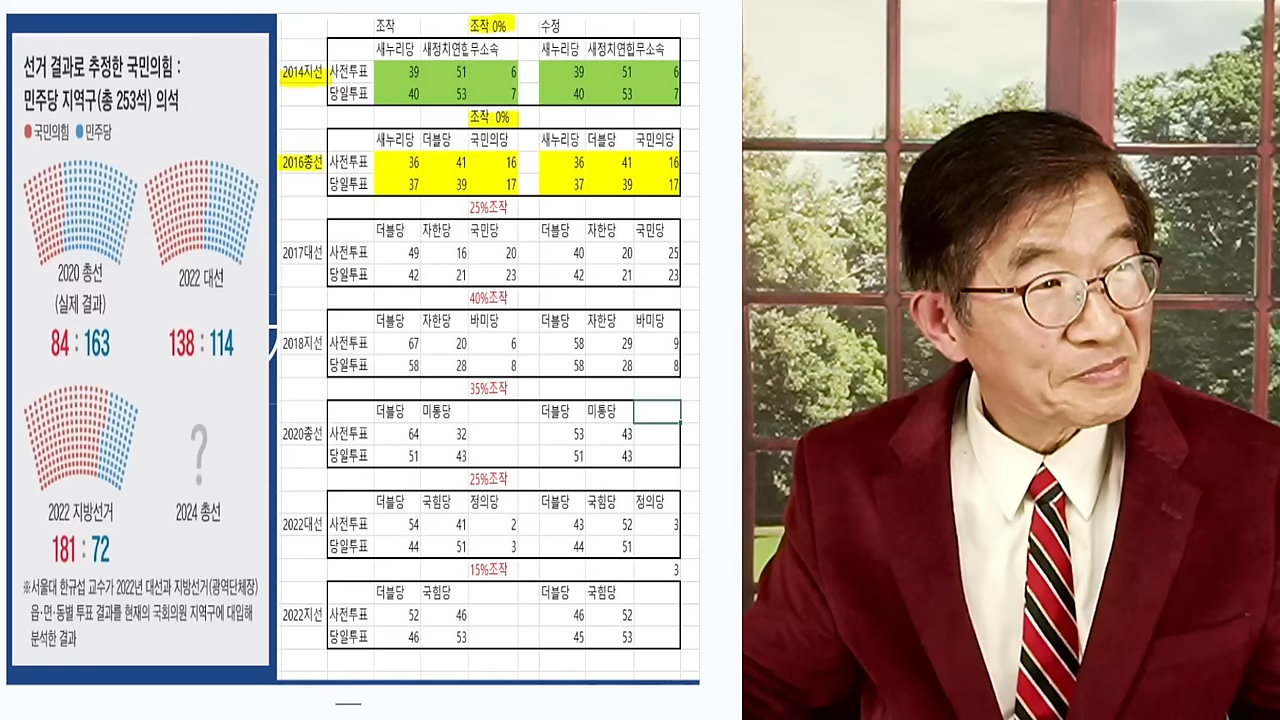 선거 결과로 추정한 국민의힘 :
민주당 지역구(총 253석) 의석
국민의힘 민주당
2020 총선
(실제 결과)
84 : 163
2022 대선
138 : 114
2022 지방선거
181 : 72
?
2024 총선
※서울대 한규섭 교수가 2022년 대선과 지방선거(광역단체장)
읍·면·동별 투표 결과를 현재의 국회의원 지역구에 대입해
분석한 결과
조작 조작 0% 수정
새누리당 새정치연합 무소속 새누리당 새정치연합 무소속
2014지선 사전투표 39 51 6 39 51 6
당일투표 40 53 7 40 53 7
조작 0%
새누리당 더블당 국민의당 새누리당 더블당 국민의당
2016총선 사전투표 36 41 16 36 41 16
당일투표 37 39 17 37 39 17
25%조작
더블당 자한당 국민당 더블당 자한당 국민당
2017대선 사전투표 49 16 20 40 20 25
당일투표 42 21 23 42 21 23
40%조작
더블당 자한당 바미당 더블당 자한당 바미당
2018지선 사전투표 67 20 6 58 29 9
당일투표 58 28 8 58 28 8
35%조작
더블당 미통당 더블당 미통당
2020총선 사전투표 64 32 53 43
당일투표 51 43 51 43
25%조작
더블당 국힘당 정의당 더블당 국힘당 정의당
2022대선 사전투표 54 41 2 43 52 3
당일투표 44 51 3 44 51
15%조작 3
더블당 국힘당 더블당 국힘당
2022지선 사전투표 52 46 46 52
당일투표 46 53 45 53